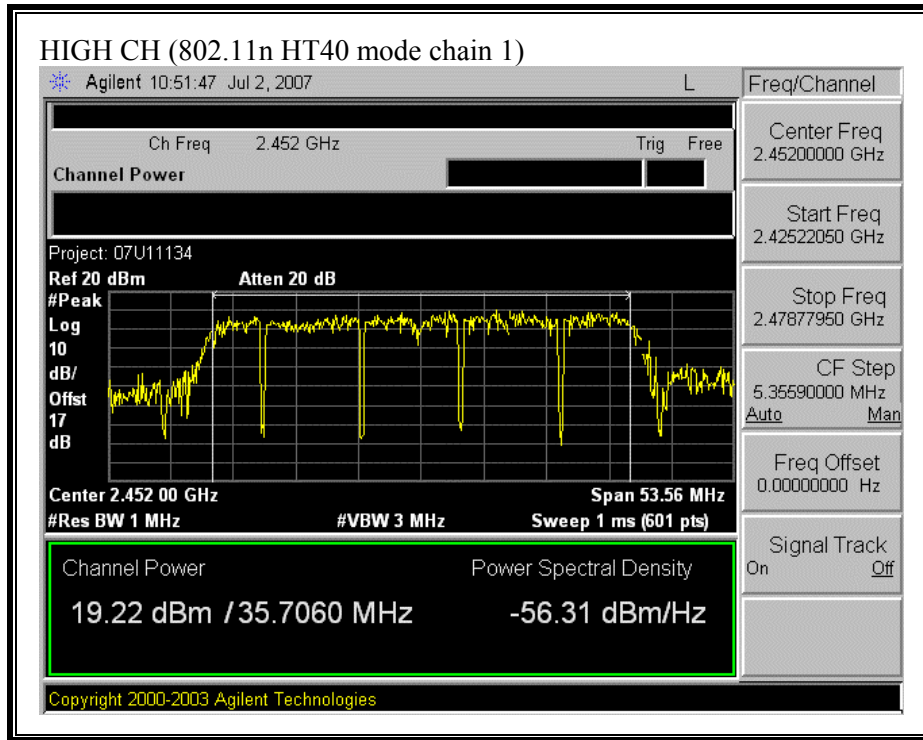 HIGH CH (802.11n HT40 mode chain 1)
Agilent 10:51:47 Jul 2, 2007 L
Freq/Channel
Ch Freq 2.452 GHz Trig Free
Channel Power
Center Freq
2.45200000 GHz
Start Freq
2.42522050 GHz
Stop Freq
2.47877950 GHz
CF Step
5.35590000 MHz
Auto Man
Freq Offset
0.00000000 Hz
Signal Track
On Off
Project: 07U11134
Ref 20 dBm Atten 20 dB
#Peak
Log
10
dB/
Offst
17
dB
Center 2.452 00 GHz Span 53.56 MHz
#Res BW 1 MHz #VBW 3 MHz Sweep 1 ms (601 pts)
Channel Power Power Spectral Density
19.22 dBm / 35.7060 MHz -56.31 dBm/Hz
Copyright 2000-2003 Agilent Technologies